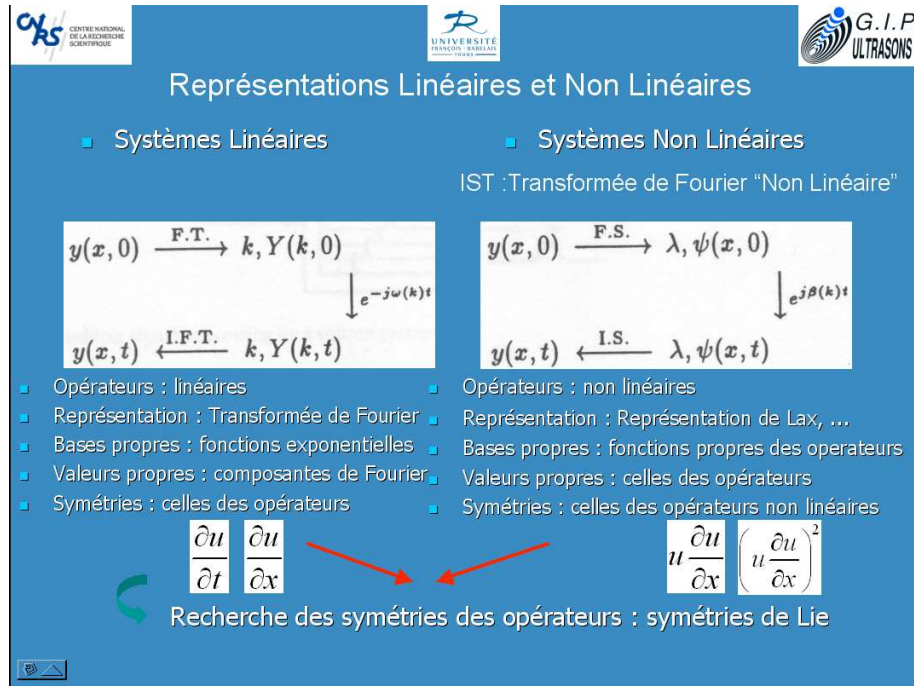 CNRS CENTRE NATIONAL
DE LA RECHERCHE
SCIENTIFIQUE
UNIVERSITÉ
FRANÇOIS - RABELAIS
TOURS
G.I.P
ULTRASONS
Représentations Linéaires et Non Linéaires
Systèmes Linéaires
y(x, 0) F.T. → k, Y(k, 0)
↓ e^{-jω(k)t}
y(x, t) I.F.T. ← k, Y(k, t)
Opérateurs : linéaires
Représentation : Transformée de Fourier
Bases propres : fonctions exponentielles
Valeurs propres : composantes de Fourier
Symétries : celles des opérateurs
∂u/∂t ∂u/∂x
Systèmes Non Linéaires
IST :Transformée de Fourier “Non Linéaire”
y(x, 0) F.S. → λ, ψ(x, 0)
↓ e^{jβ(k)t}
y(x, t) I.S. ← λ, ψ(x, t)
Opérateurs : non linéaires
Représentation : Représentation de Lax, ...
Bases propres : fonctions propres des operateurs
Valeurs propres : celles des opérateurs
Symétries : celles des opérateurs non linéaires
u ∂u/∂x (u ∂u/∂x)²
Recherche des symétries des opérateurs : symétries de Lie